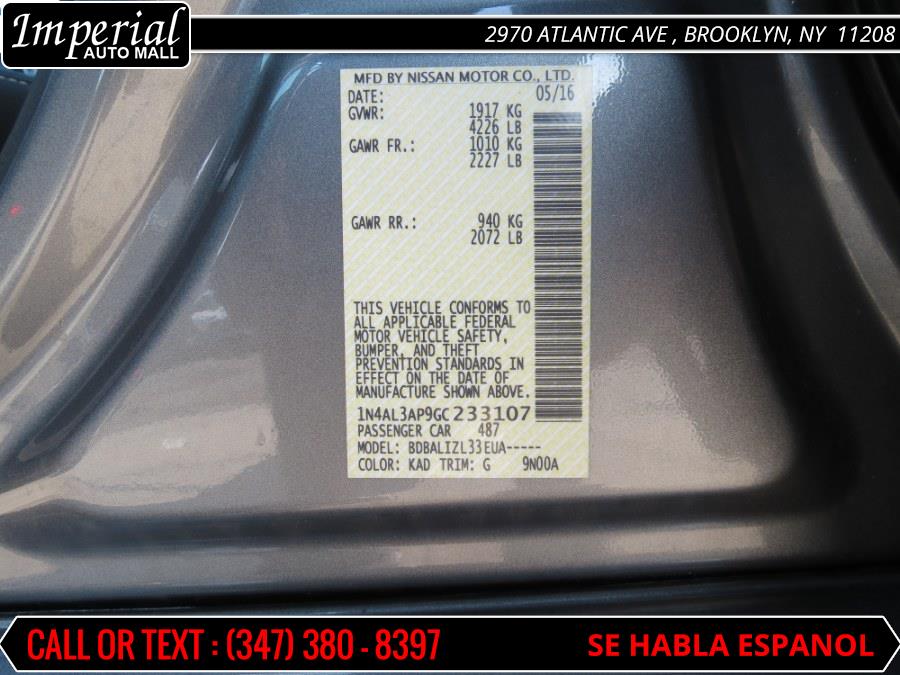 Imperial
AUTO MALL
2970 ATLANTIC AVE , BROOKLYN, NY 11208
MFD BY NISSAN MOTOR CO., LTD.
DATE: 05/16
GVWR: 1917 KG
4226 LB
GAWR FR.: 1010 KG
2227 LB
GAWR RR.: 940 KG
2072 LB
THIS VEHICLE CONFORMS TO
ALL APPLICABLE FEDERAL
MOTOR VEHICLE SAFETY,
BUMPER, AND THEFT
PREVENTION STANDARDS IN
EFFECT ON THE DATE OF
MANUFACTURE SHOWN ABOVE.
1N4AL3AP9GC233107
PASSENGER CAR 487
MODEL: BDBALIZL33EUA-----
COLOR: KAD TRIM: G 9N00A
CALL OR TEXT : (347) 380 - 8397
SE HABLA ESPANOL